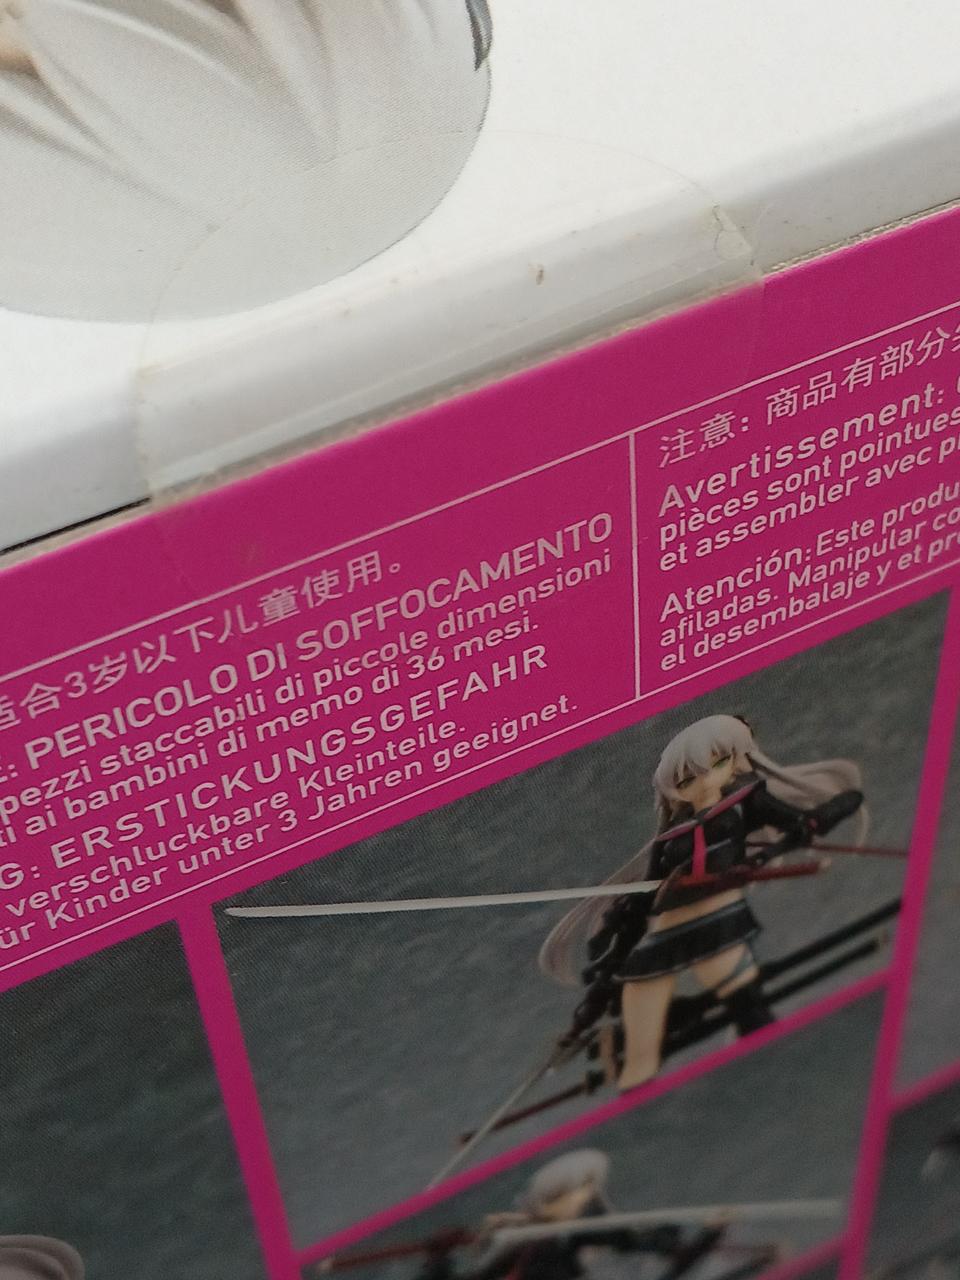 合3岁以下儿童使用。
PERICOLO DI SOFFOCAMENTO
pezzi staccabili di piccole dimensioni
ai bambini di memo di 36 mesi.
G: ERSTICKUNGSGEFAHR
verschluckbare Kleinteile.
ür Kinder unter 3 Jahren geeignet.
注意: 商品有部分
Avertissement:
pièces sont pointues
et assembler avec
Atención: Este produ
afiladas. Manipular co
el desembalaje y et pr